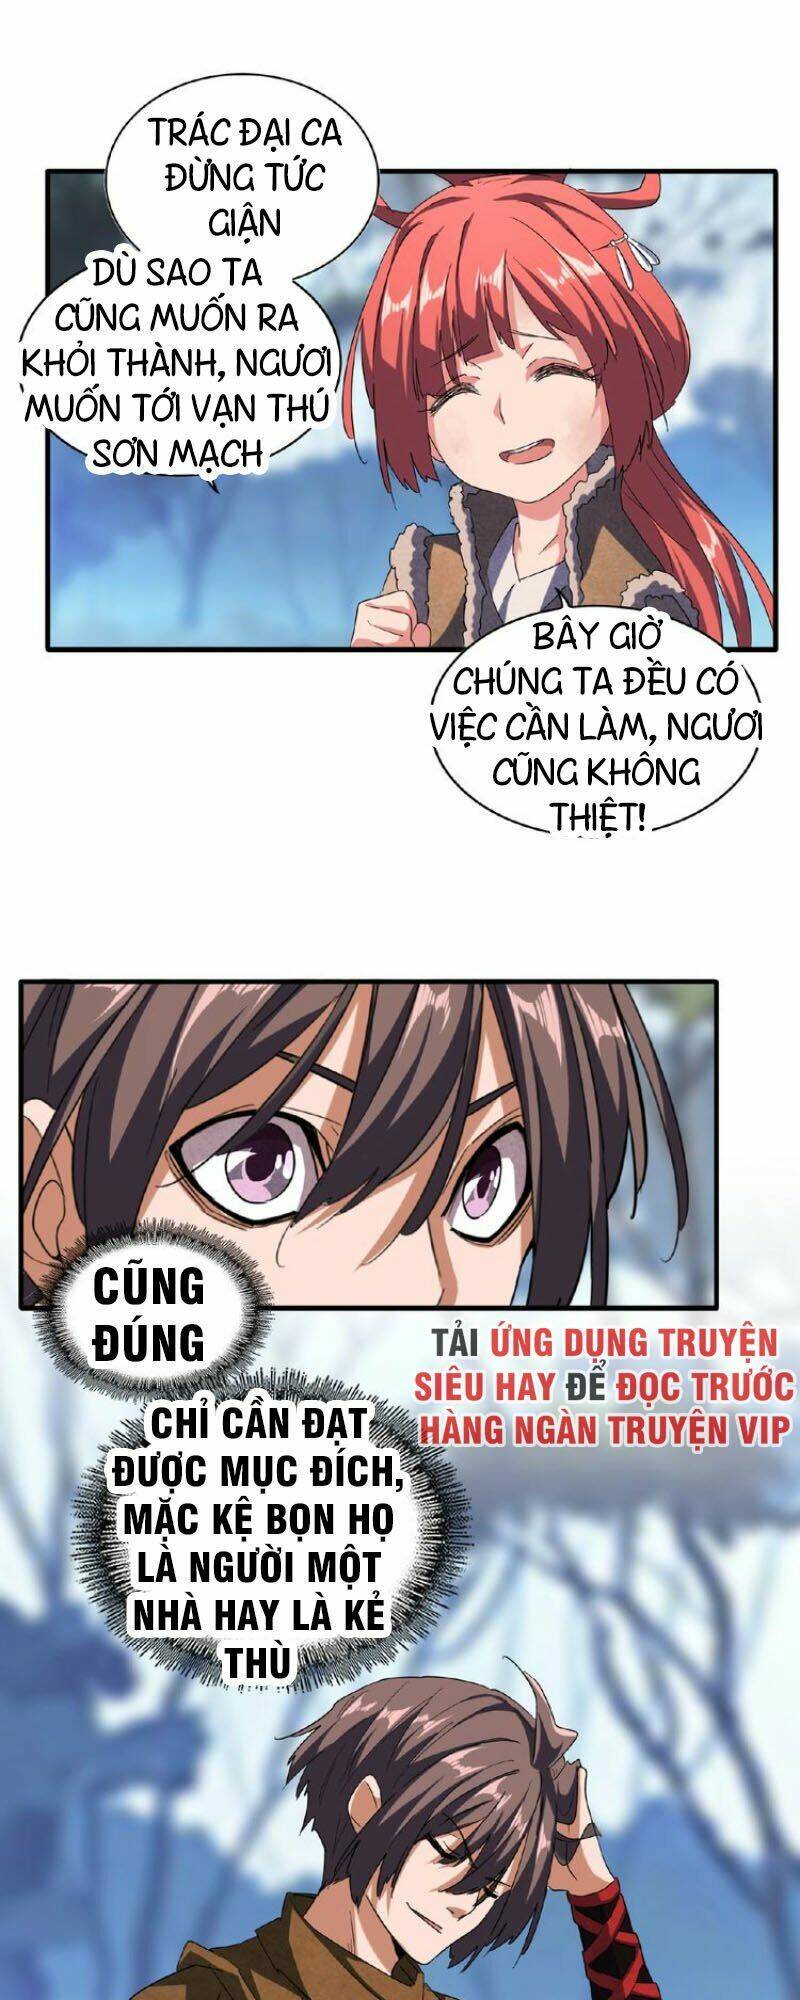 TRÁC ĐẠI CA
ĐỪNG TỨC
GIẬN
DÙ SAO TA
CŨNG MUỐN RA
KHỎI THÀNH, NGƯƠI
MUỐN TỚI VẠN THÚ
SƠN MẠCH
BÂY GIỜ
CHÚNG TA ĐỀU CÓ
VIỆC CẦN LÀM, NGƯƠI
CŨNG KHÔNG
THIỆT!
CŨNG
ĐÚNG
TẢI ỨNG DỤNG TRUYỆN
SIÊU HAY ĐỂ ĐỌC TRƯỚC
HÀNG NGÀN TRUYỆN VIP
CHỈ CẦN ĐẠT
ĐƯỢC MỤC ĐÍCH,
MẶC KỆ BỌN HỌ
LÀ NGƯỜI MỘT
NHÀ HAY LÀ KẺ
THÙ